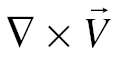 ∇ × V⃗